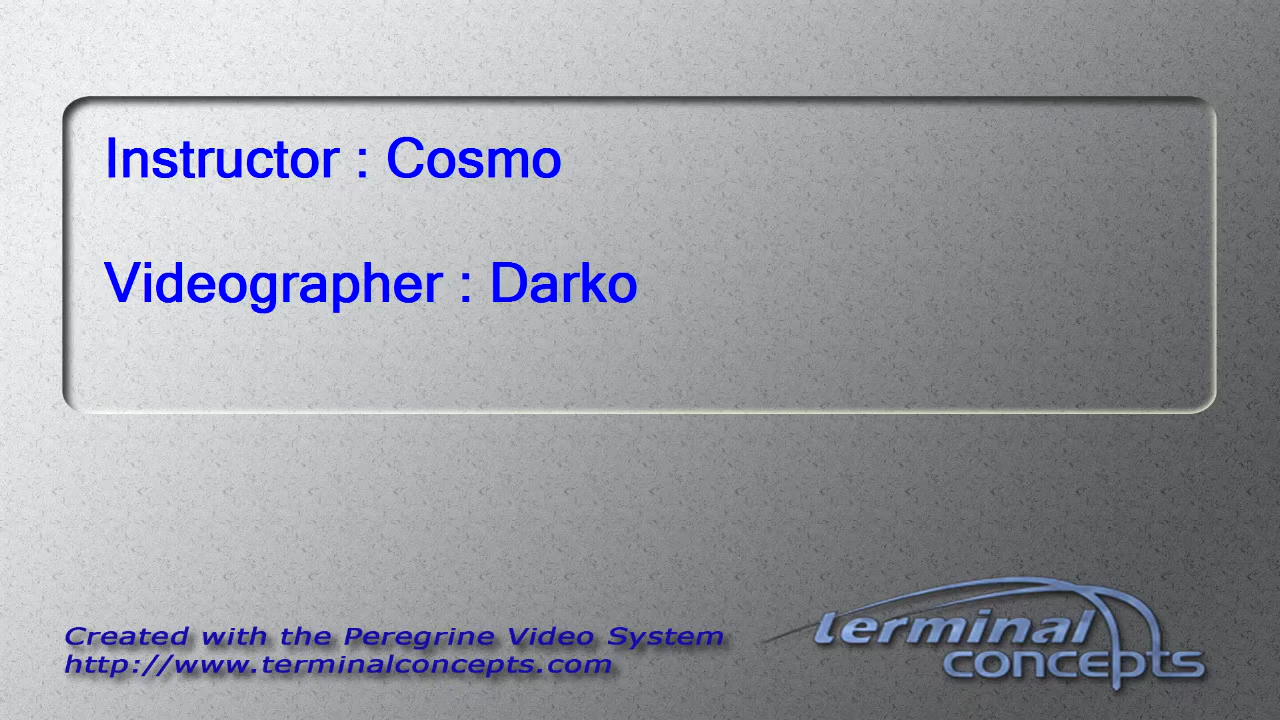 Instructor : Cosmo
Videographer : Darko
Created with the Peregrine Video System
http://www.terminalconcepts.com
terminal
concepts